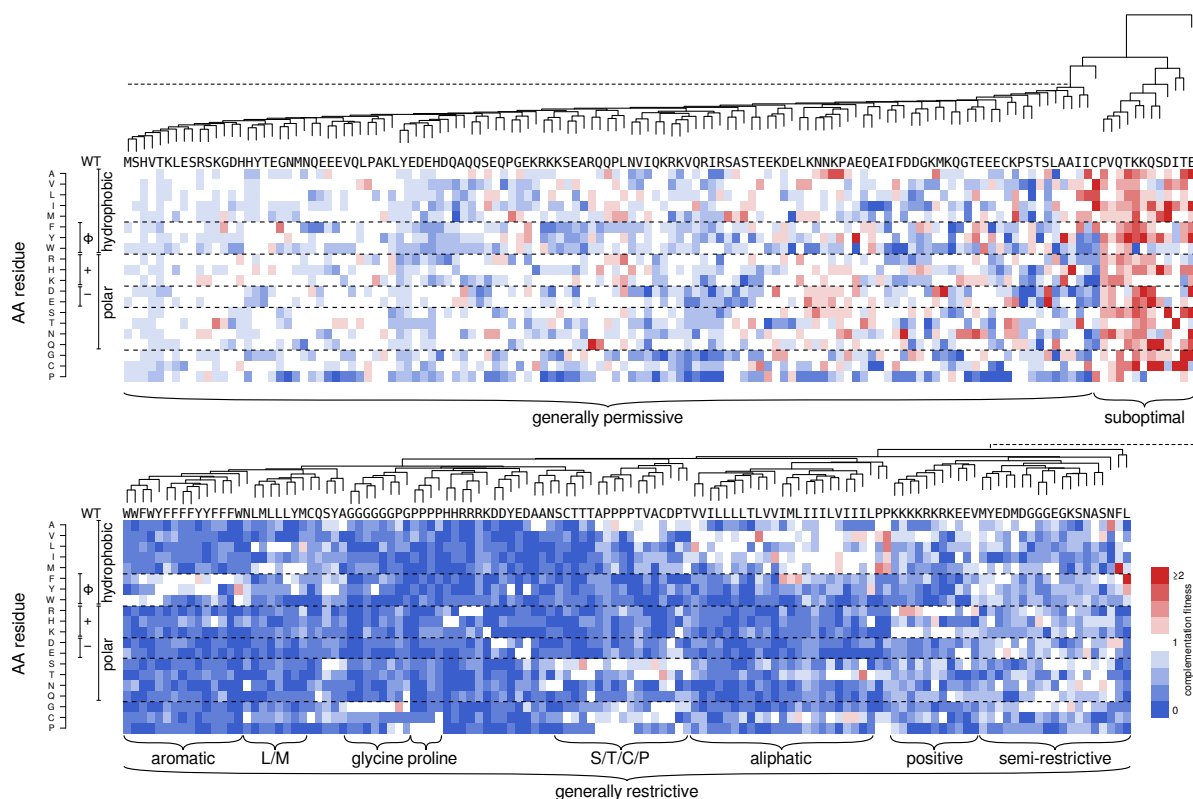 WT
MSHVTKLESRSKGDHHYTEGNMNQEEEVQLPAKLYEDEHDQAQQSEQPGEKRKKSEARQQPLNVIQKRKVQRIRSASTEEKDELKNNKPAEQEAIFDDGKMKQGTEEECKPSTSLAAIICPVQTKKQSDITE
A
V
L
I
M
F
Y
W
R
H
K
D
E
S
T
N
Q
G
C
P
AA residue
Φ
+
−
hydrophobic
polar
generally permissive
suboptimal
WT
WWFWYFFFFYYFFFWNLMLLLYMCQSYAGGGGGGPGPPPPHHRRRKDDYEDAANSCTTTAPPPPTVACDPTVVILLLLTLVVIMLIIILVIIILPPKKKKRKRKEEVMYEDMDGGGEGKSNASNFL
A
V
L
I
M
F
Y
W
R
H
K
D
E
S
T
N
Q
G
C
P
AA residue
Φ
+
−
hydrophobic
polar
≥2
1
0
complementation fitness
aromatic
L/M
glycine
proline
S/T/C/P
aliphatic
positive
semi-restrictive
generally restrictive